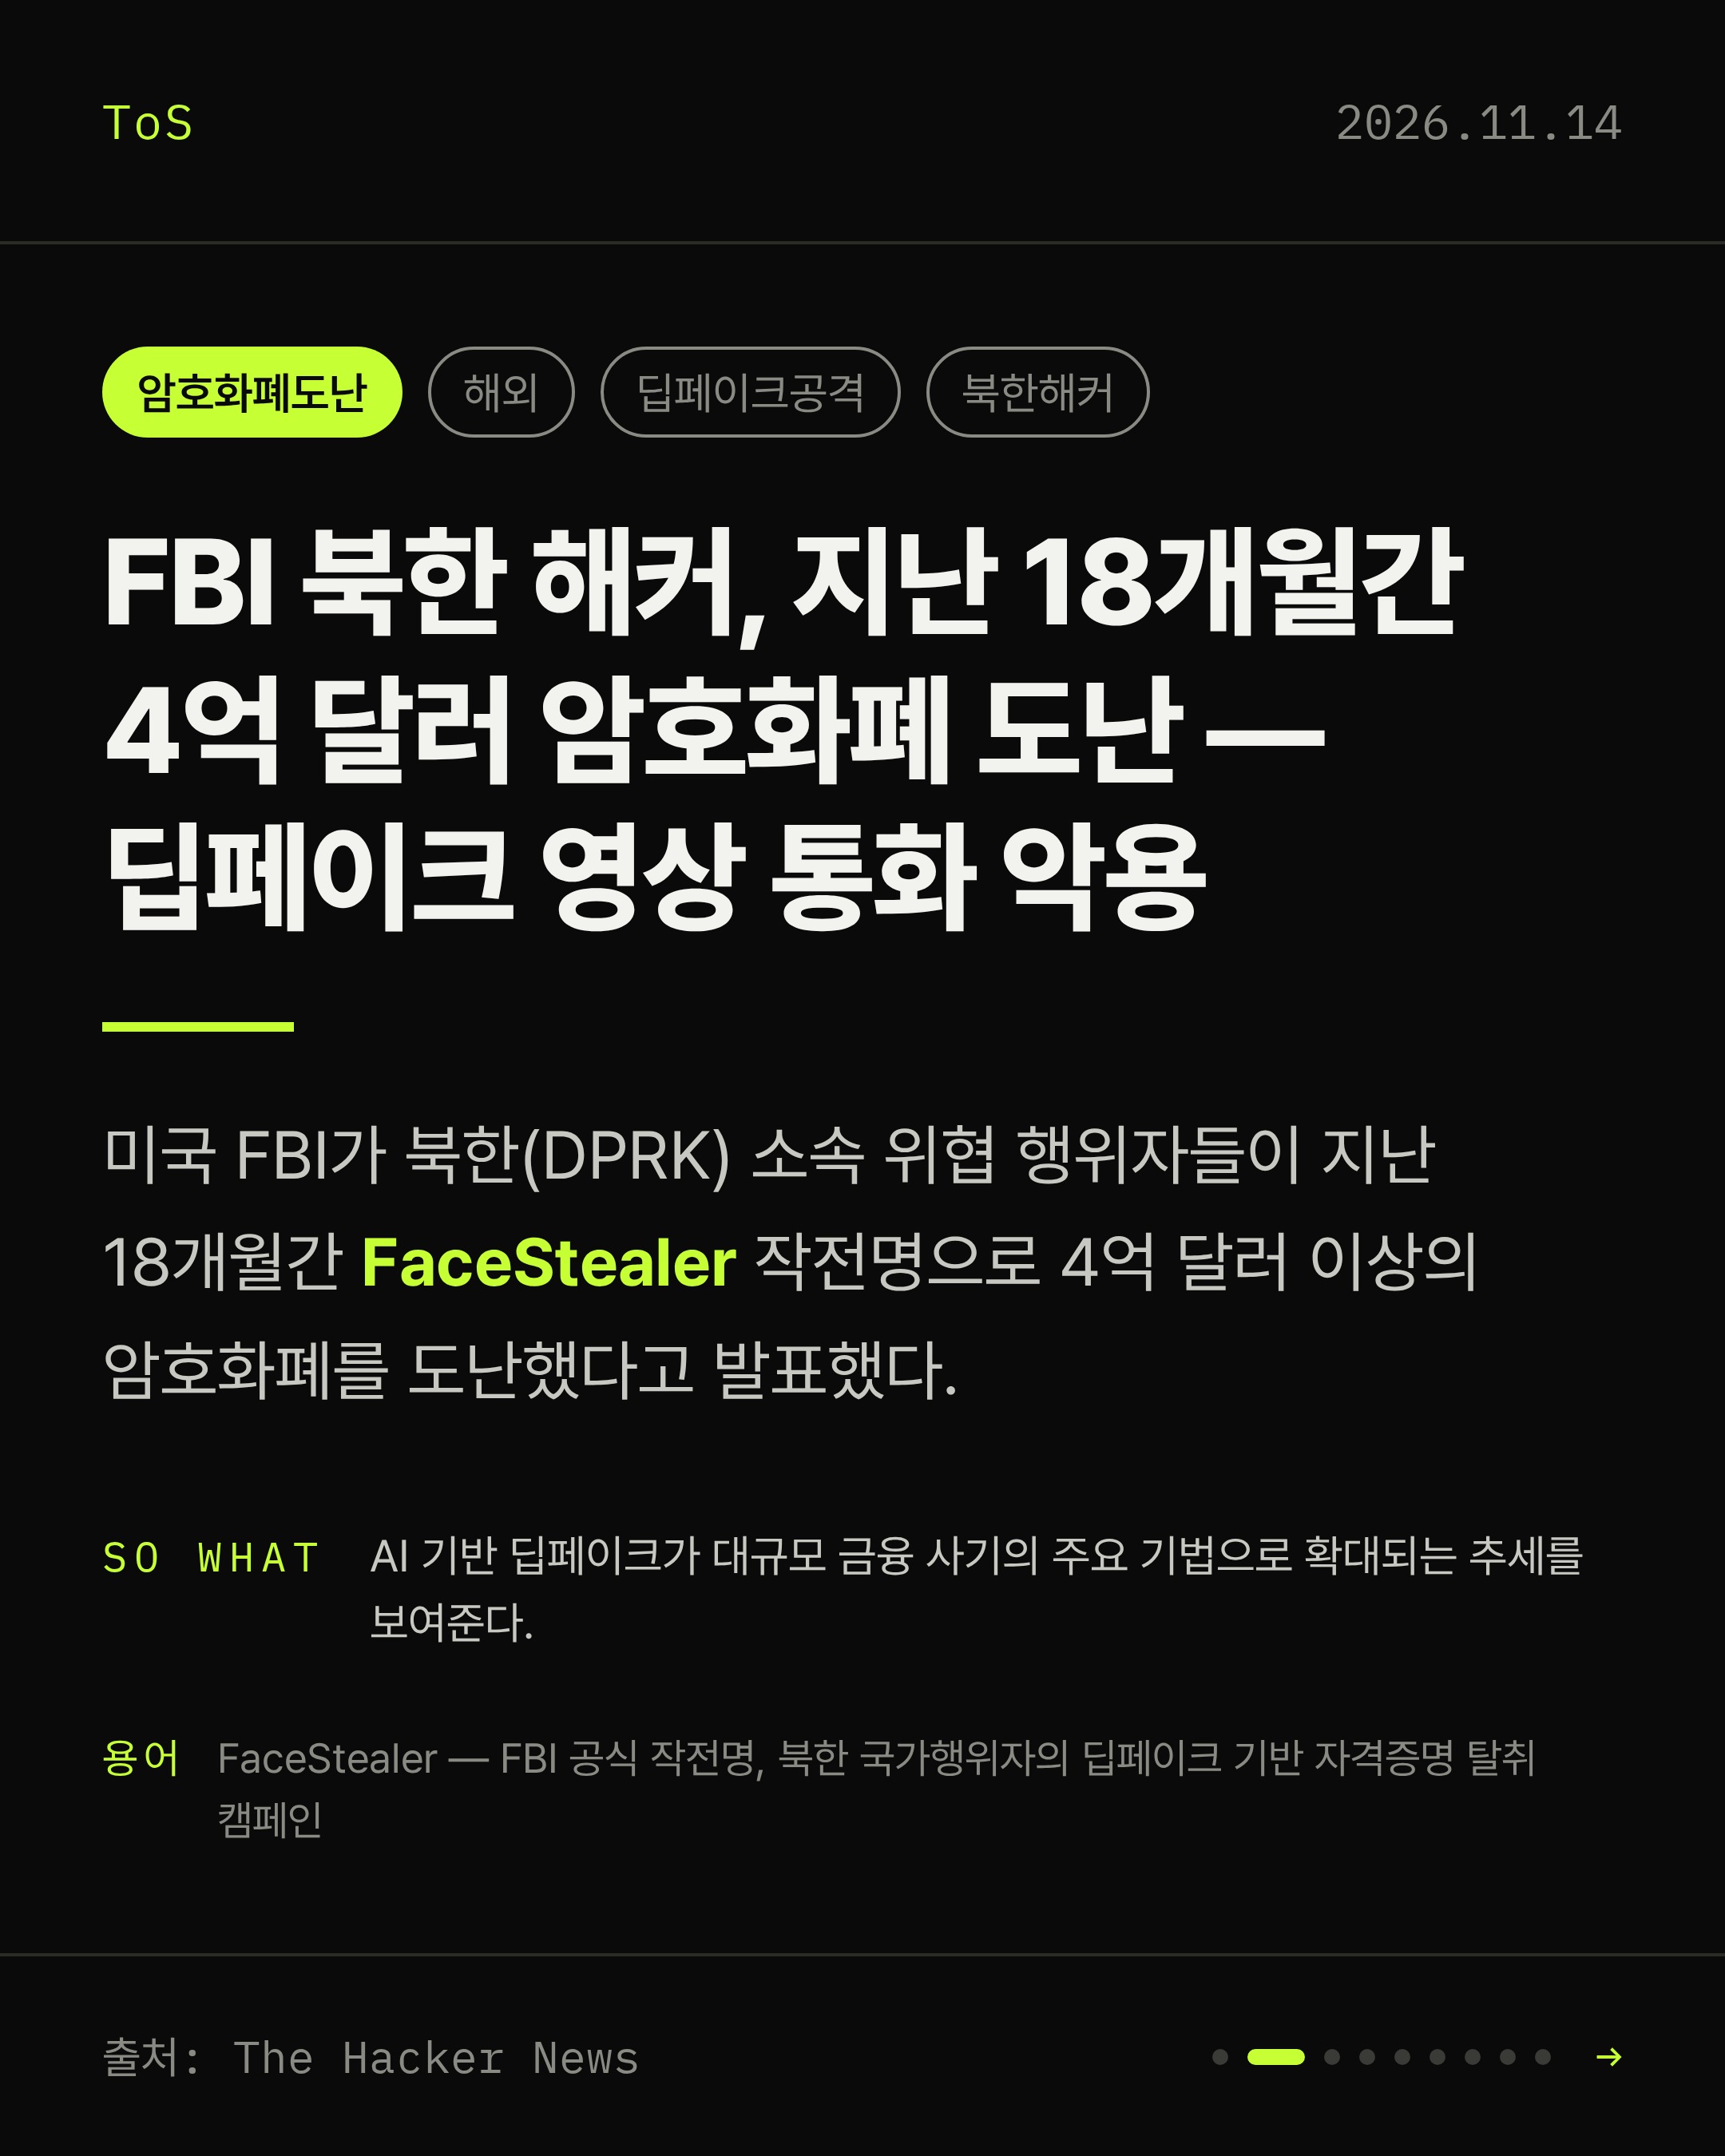 ToS
2026.11.14
암호화폐도난 해외 딥페이크공격 북한해커
FBI 북한 해커, 지난 18개월간
4억 달러 암호화폐 도난 —
딥페이크 영상 통화 악용
미국 FBI가 북한(DPRK) 소속 위협 행위자들이 지난
18개월간 FaceStealer 작전명으로 4억 달러 이상의
암호화폐를 도난했다고 발표했다.
SO WHAT AI 기반 딥페이크가 대규모 금융 사기의 주요 기법으로 확대되는 추세를
보여준다.
용어 FaceStealer — FBI 공식 작전명, 북한 국가행위자의 딥페이크 기반 자격증명 탈취
캠페인
출처: The Hacker News →